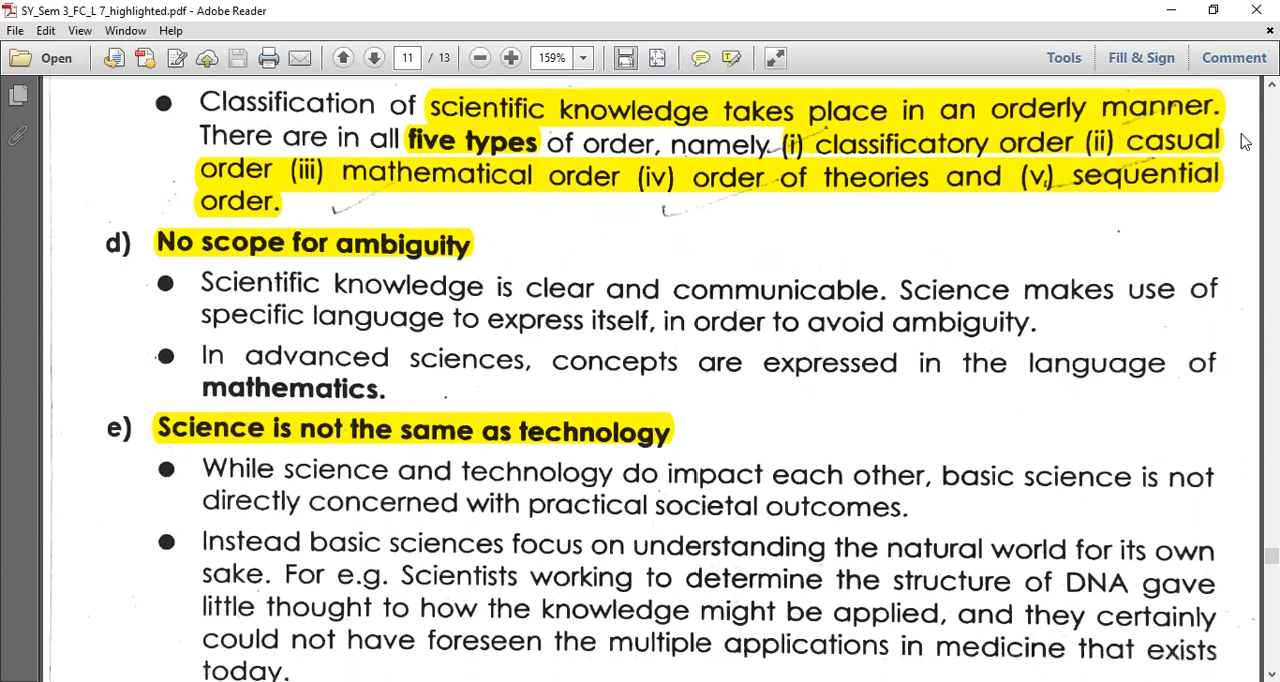 SY_Sem 3_FC_L 7_highlighted.pdf - Adobe Reader
File Edit View Window Help
Open 11 / 13 159% Tools Fill & Sign Comment
● Classification of scientific knowledge takes place in an orderly manner.
There are in all five types of order, namely (i) classificatory order (ii) casual
order (iii) mathematical order (iv) order of theories and (v) sequential
order.
d) No scope for ambiguity
● Scientific knowledge is clear and communicable. Science makes use of
specific language to express itself, in order to avoid ambiguity.
● In advanced sciences, concepts are expressed in the language of
mathematics.
e) Science is not the same as technology
● While science and technology do impact each other, basic science is not
directly concerned with practical societal outcomes.
● Instead basic sciences focus on understanding the natural world for its own
sake. For e.g. Scientists working to determine the structure of DNA gave
little thought to how the knowledge might be applied, and they certainly
could not have foreseen the multiple applications in medicine that exists
today.